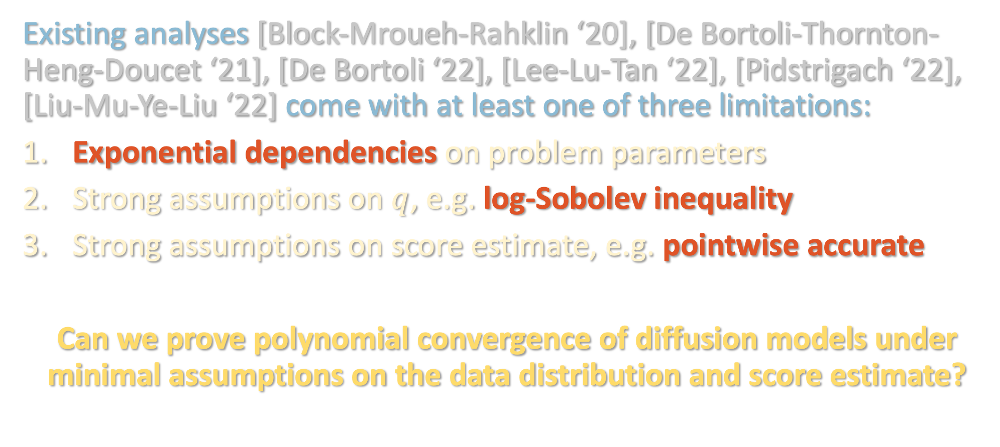 Existing analyses [Block-Mroueh-Rahklin ‘20], [De Bortoli-Thornton-
Heng-Doucet ‘21], [De Bortoli ‘22], [Lee-Lu-Tan ‘22], [Pidstrigach ‘22],
[Liu-Mu-Ye-Liu ‘22] come with at least one of three limitations:
1. Exponential dependencies on problem parameters
2. Strong assumptions on q, e.g. log-Sobolev inequality
3. Strong assumptions on score estimate, e.g. pointwise accurate
Can we prove polynomial convergence of diffusion models under
minimal assumptions on the data distribution and score estimate?